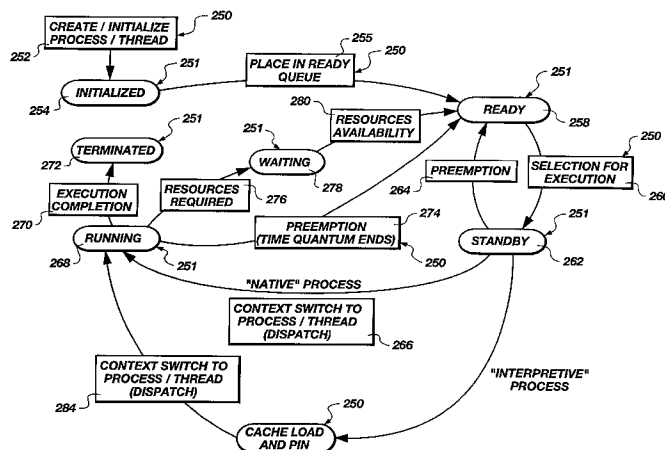 CREATE / INITIALIZE
PROCESS / THREAD
250
252
251
INITIALIZED
254
255
PLACE IN READY
QUEUE
250
251
READY
258
280
RESOURCES
AVAILABILITY
251
TERMINATED
272
251
WAITING
278
250
PREEMPTION
264
SELECTION FOR
EXECUTION
EXECUTION
COMPLETION
270
RESOURCES
REQUIRED
276
274
PREEMPTION
(TIME QUANTUM ENDS)
250
251
STANDBY
262
RUNNING
268
251
"NATIVE" PROCESS
CONTEXT SWITCH TO
PROCESS / THREAD
(DISPATCH)
266
CONTEXT SWITCH TO
PROCESS / THREAD
(DISPATCH)
284
"INTERPRETIVE"
PROCESS
250
CACHE LOAD
AND PIN